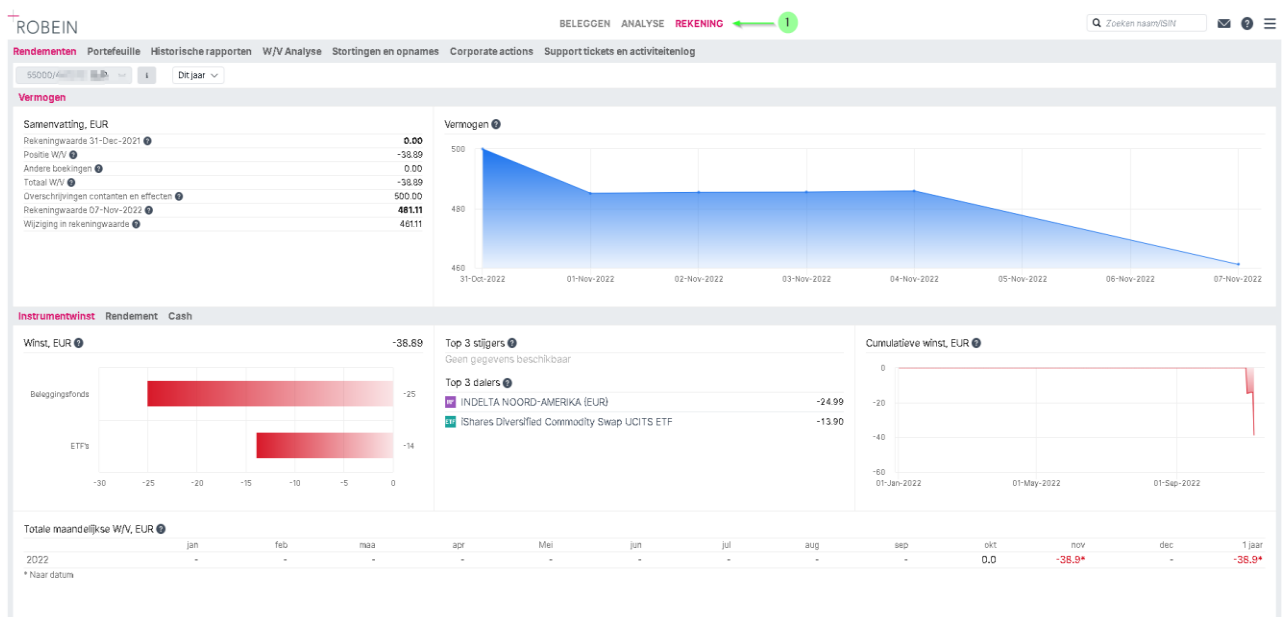 ROBEIN
BELEGGEN ANALYSE REKENING 1
Zoeken naam/ISIN
Rendementen Portefeuille Historische rapporten W/V Analyse Stortingen en opnames Corporate actions Support tickets en activiteitenlog
Dit jaar
Vermogen
Samenvatting, EUR
Rekeningwaarde 31-Dec-2021 0.00
Positie W/V -38.89
Andere boekingen 0.00
Totaal W/V -38.89
Overschrijvingen contanten en effecten 500.00
Rekeningwaarde 07-Nov-2022 461.11
Wijziging in rekeningwaarde 461.11
Vermogen
500
480
460
31-Oct-2022 01-Nov-2022 02-Nov-2022 03-Nov-2022 04-Nov-2022 05-Nov-2022 06-Nov-2022 07-Nov-2022
Instrumentwinst Rendement Cash
Winst, EUR -38.89
Beleggingsfonds -25
ETF's -14
-30 -25 -20 -15 -10 -5 0
Top 3 stijgers
Geen gegevens beschikbaar
Top 3 dalers
INDELTA NOORD-AMERIKA (EUR) -24.99
ETF iShares Diversified Commodity Swap UCITS ETF -13.90
Cumulatieve winst, EUR
0
-20
-40
-60
01-Jan-2022 01-May-2022 01-Sep-2022
Totale maandelijkse W/V, EUR
jan feb maa apr Mei jun jul aug sep okt nov dec 1 jaar
2022 - - - - - - - - - 0.0 -38.9* - -38.9*
* Naar datum